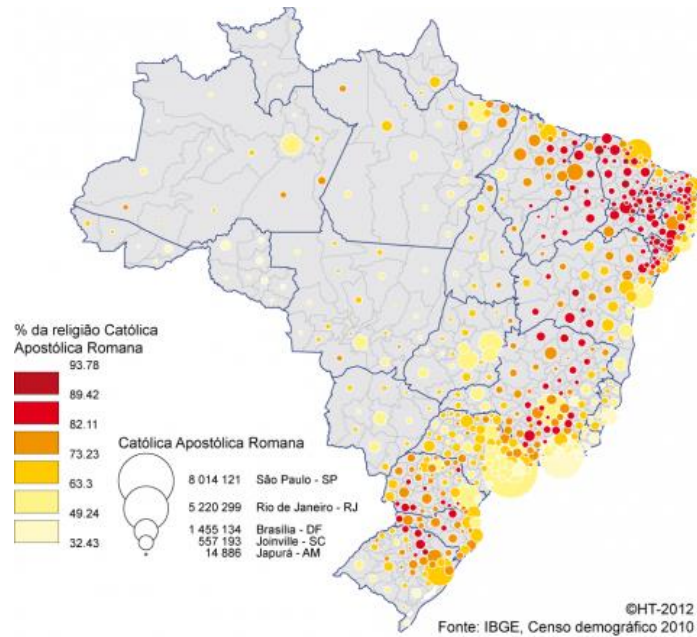 % da religião Católica
Apostólica Romana
93.78
89.42
82.11
73.23
63.3
49.24
32.43
Católica Apostólica Romana
8 014 121 São Paulo - SP
5 220 299 Rio de Janeiro - RJ
1 455 134 Brasília - DF
557 193 Joinville - SC
14 886 Japurá - AM
©HT-2012
Fonte: IBGE, Censo demográfico 2010